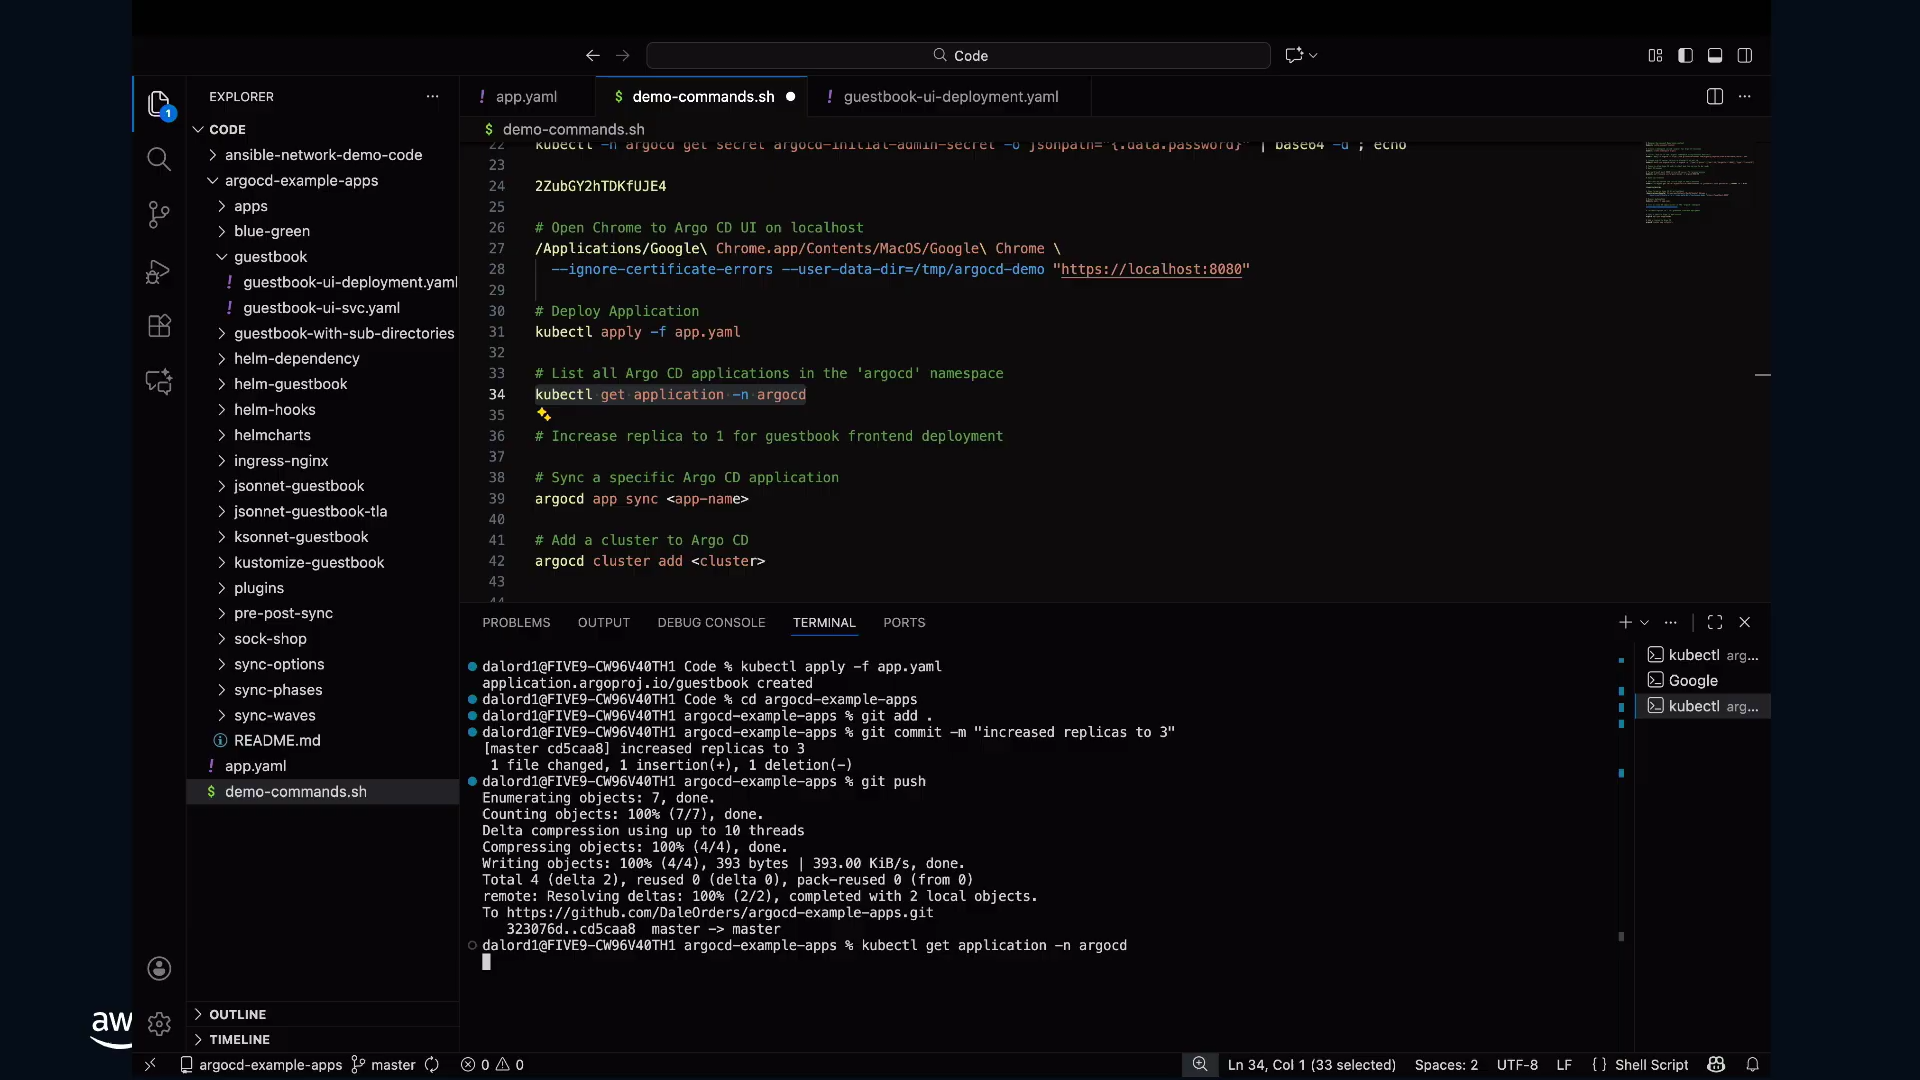 Code
EXPLORER
app.yaml
demo-commands.sh
guestbook-ui-deployment.yaml
1
CODE
$ demo-commands.sh
ansible-network-demo-code
argocd-example-apps
apps
blue-green
guestbook
guestbook-ui-deployment.yaml
guestbook-ui-svc.yaml
guestbook-with-sub-directories
helm-dependency
helm-guestbook
helm-hooks
helmcharts
ingress-nginx
jsonnet-guestbook
jsonnet-guestbook-tla
ksonnet-guestbook
kustomize-guestbook
plugins
pre-post-sync
sock-shop
sync-options
sync-phases
sync-waves
README.md
app.yaml
$ demo-commands.sh
OUTLINE
TIMELINE
22 kubectl -n argocd get secret argocd-initial-admin-secret -o jsonpath="{.data.password}" | base64 -d ; echo
23
24 2ZubGY2hTDKfUJE4
25
26 # Open Chrome to Argo CD UI on localhost
27 /Applications/Google\ Chrome.app/Contents/MacOS/Google\ Chrome \
28 --ignore-certificate-errors --user-data-dir=/tmp/argocd-demo "https://localhost:8080"
29
30 # Deploy Application
31 kubectl apply -f app.yaml
32
33 # List all Argo CD applications in the 'argocd' namespace
34 kubectl get application -n argocd
35
36 # Increase replica to 1 for guestbook frontend deployment
37
38 # Sync a specific Argo CD application
39 argocd app sync <app-name>
40
41 # Add a cluster to Argo CD
42 argocd cluster add <cluster>
43
44
PROBLEMS OUTPUT DEBUG CONSOLE TERMINAL PORTS
dalord1@FIVE9-CW96V40TH1 Code % kubectl apply -f app.yaml
application.argoproj.io/guestbook created
dalord1@FIVE9-CW96V40TH1 Code % cd argocd-example-apps
dalord1@FIVE9-CW96V40TH1 argocd-example-apps % git add .
dalord1@FIVE9-CW96V40TH1 argocd-example-apps % git commit -m "increased replicas to 3"
[master cd5caa8] increased replicas to 3
1 file changed, 1 insertion(+), 1 deletion(-)
dalord1@FIVE9-CW96V40TH1 argocd-example-apps % git push
Enumerating objects: 7, done.
Counting objects: 100% (7/7), done.
Delta compression using up to 10 threads
Compressing objects: 100% (4/4), done.
Writing objects: 100% (4/4), 393 bytes | 393.00 KiB/s, done.
Total 4 (delta 2), reused 0 (delta 0), pack-reused 0 (from 0)
remote: Resolving deltas: 100% (2/2), completed with 2 local objects.
To https://github.com/DaleOrders/argocd-example-apps.git
323076d..cd5caa8 master -> master
dalord1@FIVE9-CW96V40TH1 argocd-example-apps % kubectl get application -n argocd
kubectl arg...
Google
kubectl arg...
aw
argocd-example-apps master 0 0
Ln 34, Col 1 (33 selected) Spaces: 2 UTF-8 LF { } Shell Script